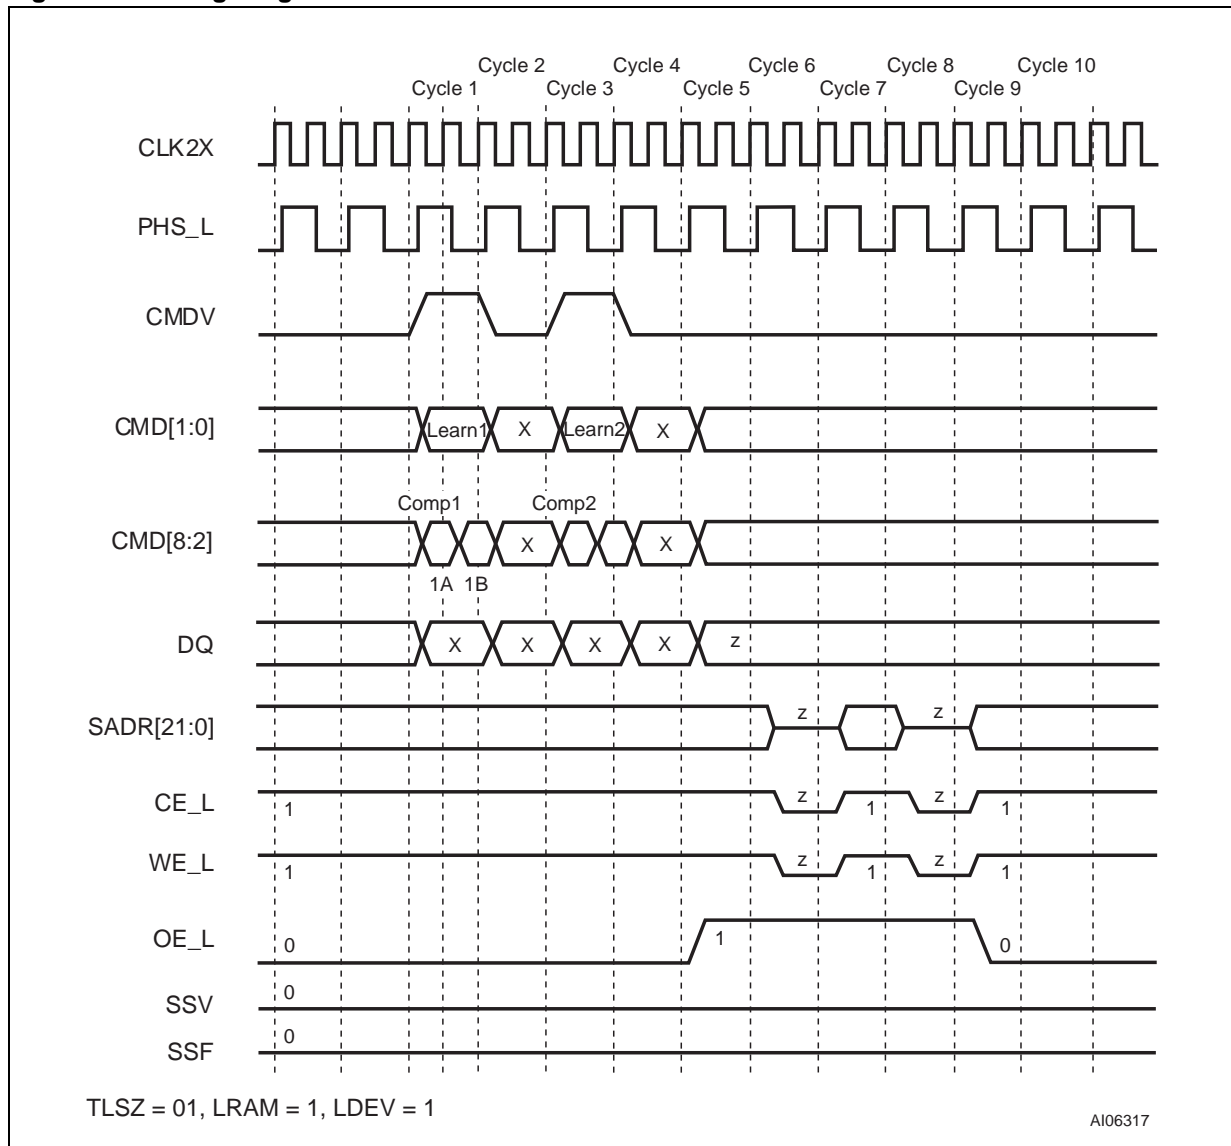 Cycle 2 Cycle 4 Cycle 6 Cycle 8 Cycle 10
Cycle 1 Cycle 3 Cycle 5 Cycle 7 Cycle 9
CLK2X
PHS_L
CMDV
CMD[1:0] Learn1 X Learn2 X
Comp1 Comp2
CMD[8:2] X X
1A 1B
DQ X X X X z
SADR[21:0] z z
CE_L 1 z 1 z 1
WE_L 1 z 1 z 1
OE_L 0 1 0
SSV 0
SSF 0
TLSZ = 01, LRAM = 1, LDEV = 1
AI06317